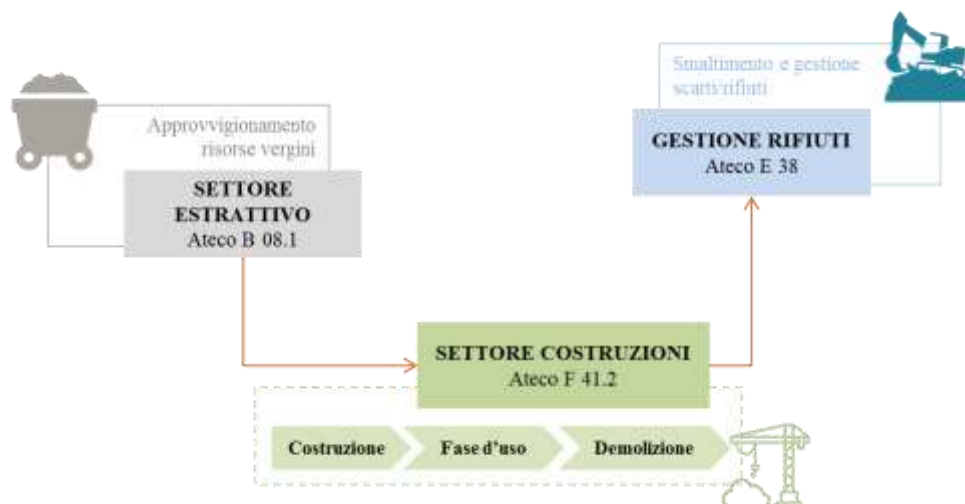 Approvvigionamento
risorse vergini
SETTORE
ESTRATTIVO
Ateco B 08.1
Smaltimento e gestione
scarti/rifiuti
GESTIONE RIFIUTI
Ateco E 38
SETTORE COSTRUZIONI
Ateco F 41.2
Costruzione
Fase d'uso
Demolizione